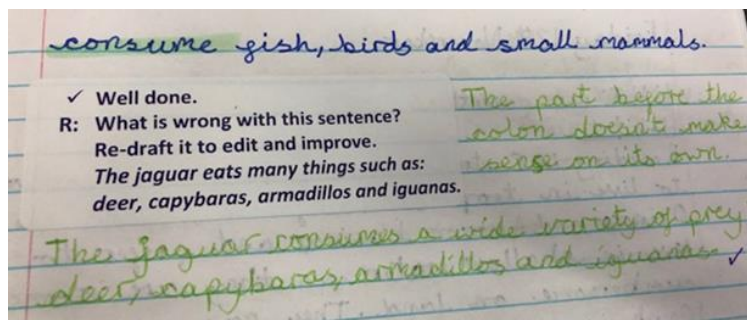 consume fish, birds and small mammals.
✓ Well done.
R: What is wrong with this sentence?
Re-draft it to edit and improve.
The jaguar eats many things such as:
deer, capybaras, armadillos and iguanas.
The part before the
colon doesn't make
sense on its own.
The jaguar consumes a wide variety of prey
deer, capybaras, armadillos and iguanas. ✓